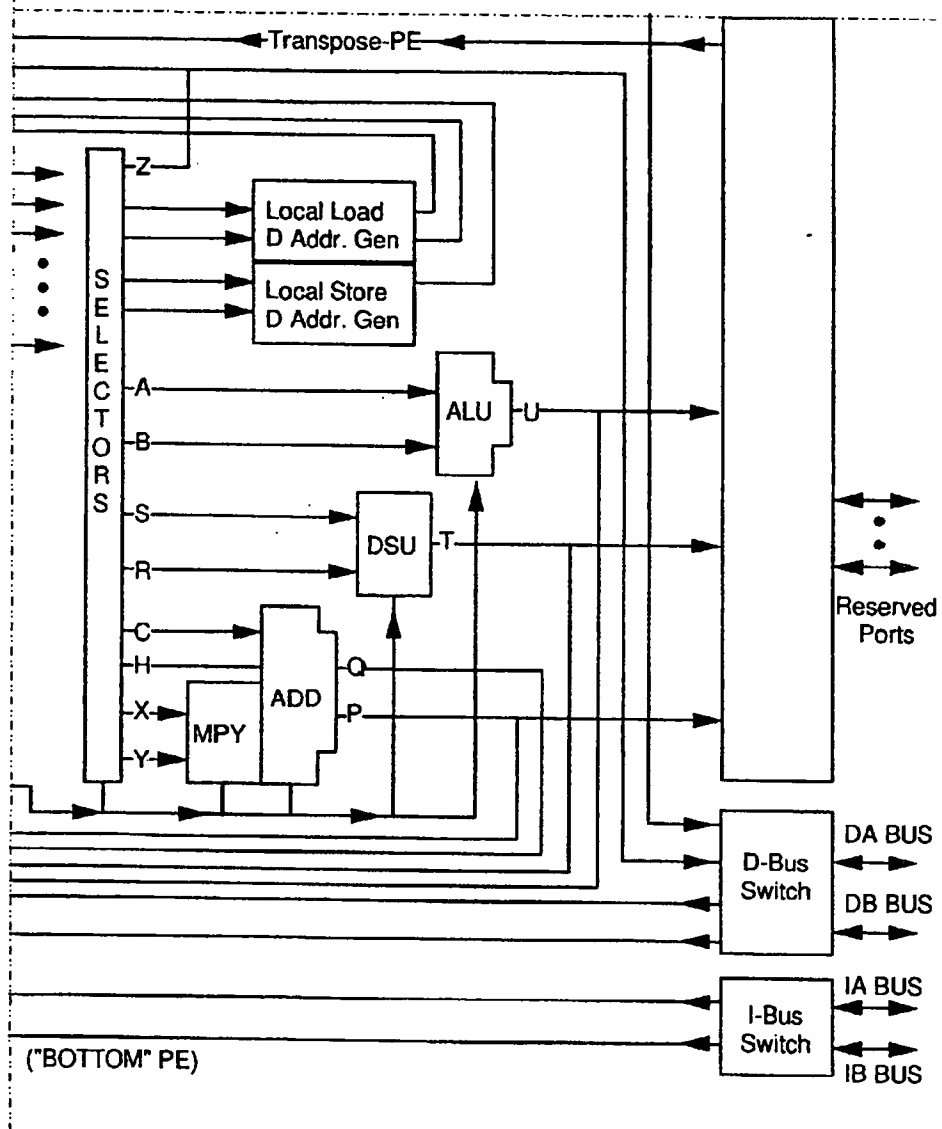 Transpose-PE
Z
Local Load
D Addr. Gen
Local Store
D Addr. Gen
SELECTORS
A
B
ALU
U
S
R
DSU
T
C
H
X
Y
MPY
ADD
Q
P
Reserved
Ports
D-Bus
Switch
DA BUS
DB BUS
I-Bus
Switch
IA BUS
IB BUS
("BOTTOM" PE)